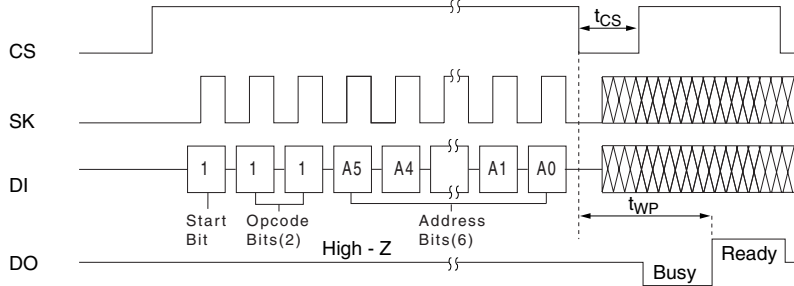 CS
tCS
SK
DI
1 1 1 A5 A4 A1 A0
Start
Bit
Opcode
Bits(2)
Address
Bits(6)
tWP
DO
High - Z
Busy
Ready